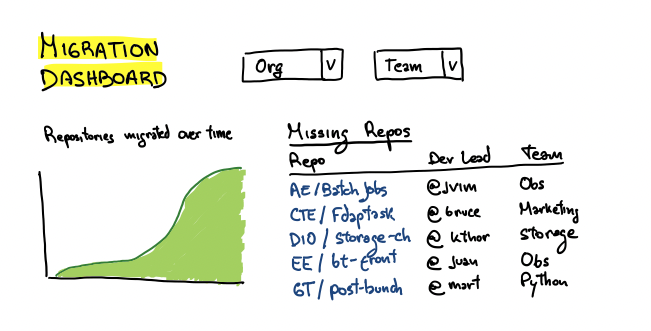 MIGRATION
DASHBOARD
Org V
Team V
Repositories migrated over time
Missing Repos
Repo Dev Lead Team
AE/Batch Jobs @jvim Obs
CTE/Fdaptask @bruce Marketing
DIO/Storage-ch @kthor Storage
EE/bt-front @juan Obs
GT/post-bunch @mart Python